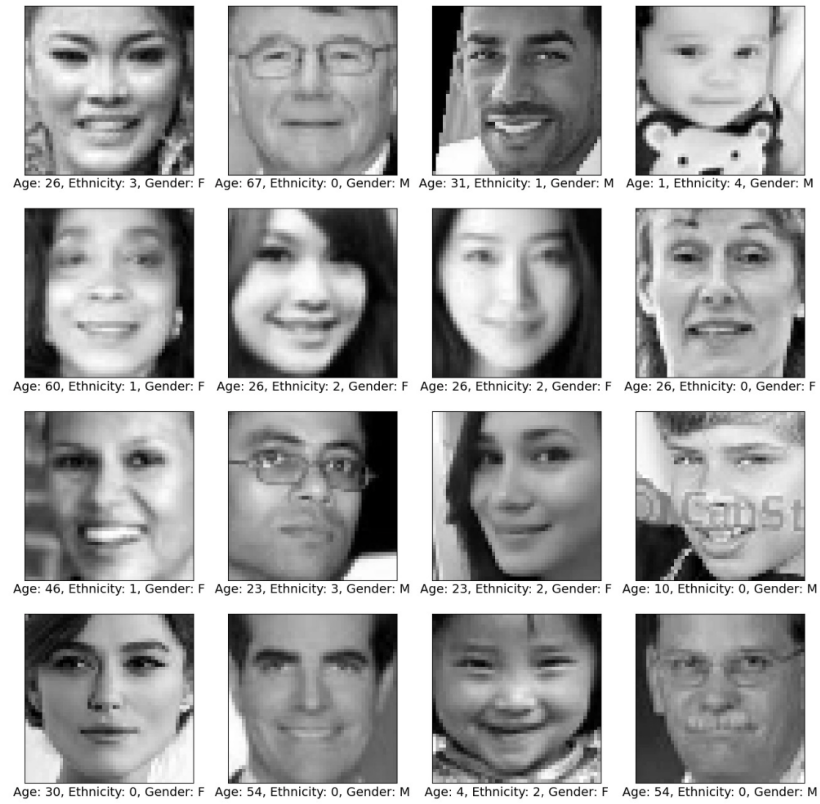 Age: 26, Ethnicity: 3, Gender: F
Age: 67, Ethnicity: 0, Gender: M
Age: 31, Ethnicity: 1, Gender: M
Age: 1, Ethnicity: 4, Gender: M
Age: 60, Ethnicity: 1, Gender: F
Age: 26, Ethnicity: 2, Gender: F
Age: 26, Ethnicity: 2, Gender: F
Age: 26, Ethnicity: 0, Gender: F
Age: 46, Ethnicity: 1, Gender: F
Age: 23, Ethnicity: 3, Gender: M
Age: 23, Ethnicity: 2, Gender: F
CanSt
Age: 10, Ethnicity: 0, Gender: M
Age: 30, Ethnicity: 0, Gender: F
Age: 54, Ethnicity: 0, Gender: M
Age: 4, Ethnicity: 2, Gender: F
Age: 54, Ethnicity: 0, Gender: M